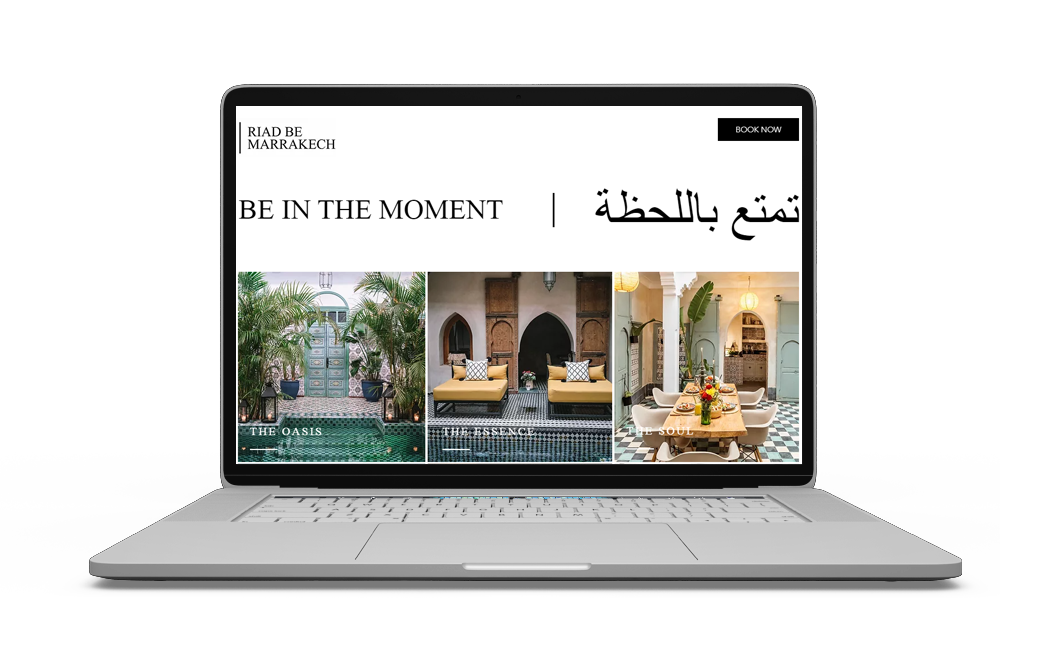 RIAD BE
MARRAKECH
BOOK NOW
BE IN THE MOMENT | تمتع باللحظة
THE OASIS
THE ESSENCE
THE SOUL